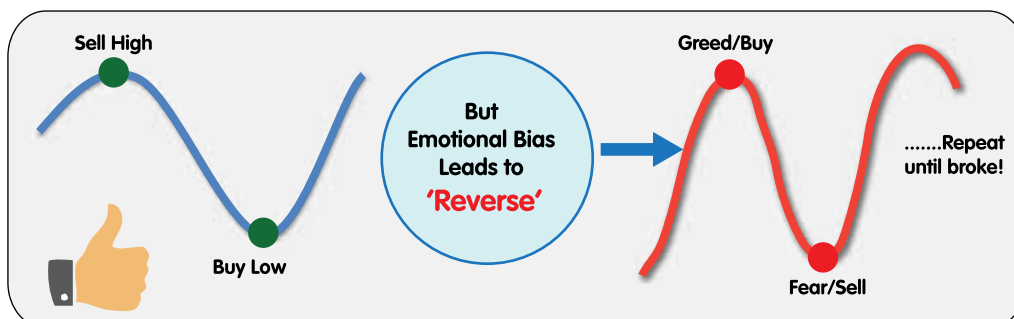 Sell High
Buy Low
But
Emotional Bias
Leads to
‘Reverse’
Greed/Buy
Fear/Sell
.......Repeat
until broke!